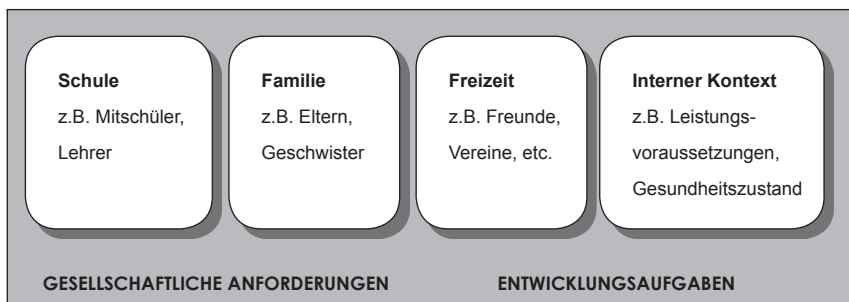 Schule
z.B. Mitschüler,
Lehrer
Familie
z.B. Eltern,
Geschwister
Freizeit
z.B. Freunde,
Vereine, etc.
Interner Kontext
z.B. Leistungs-
voraussetzungen,
Gesundheitszustand
GESELLSCHAFTLICHE ANFORDERUNGEN
ENTWICKLUNGSAUFGABEN